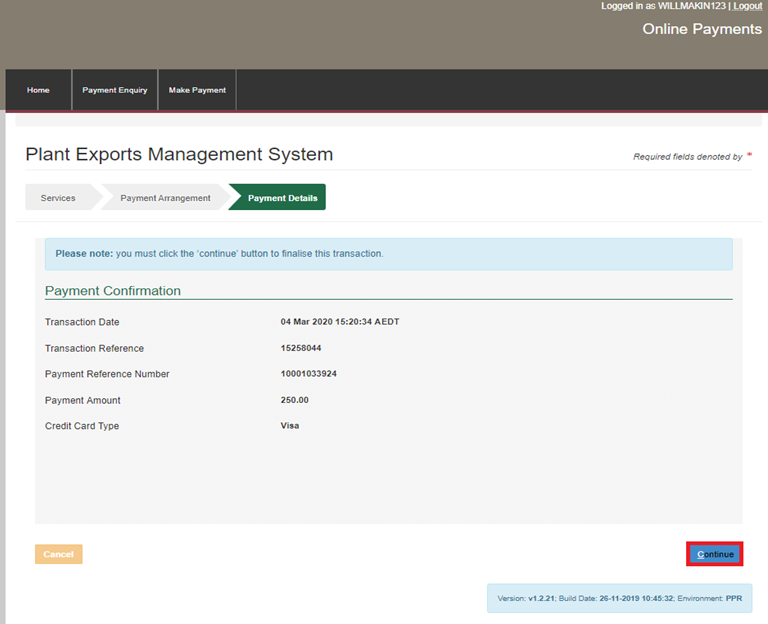 Logged in as WILLMAKIN123 | Logout
Online Payments
Home Payment Enquiry Make Payment
Plant Exports Management System
Required fields denoted by *
Services Payment Arrangement Payment Details
Please note: you must click the 'continue' button to finalise this transaction.
Payment Confirmation
Transaction Date 04 Mar 2020 15:20:34 AEDT
Transaction Reference 15258044
Payment Reference Number 10001033924
Payment Amount 250.00
Credit Card Type Visa
Cancel Continue
Version: v1.2.21; Build Date: 26-11-2019 10:45:32; Environment: PPR